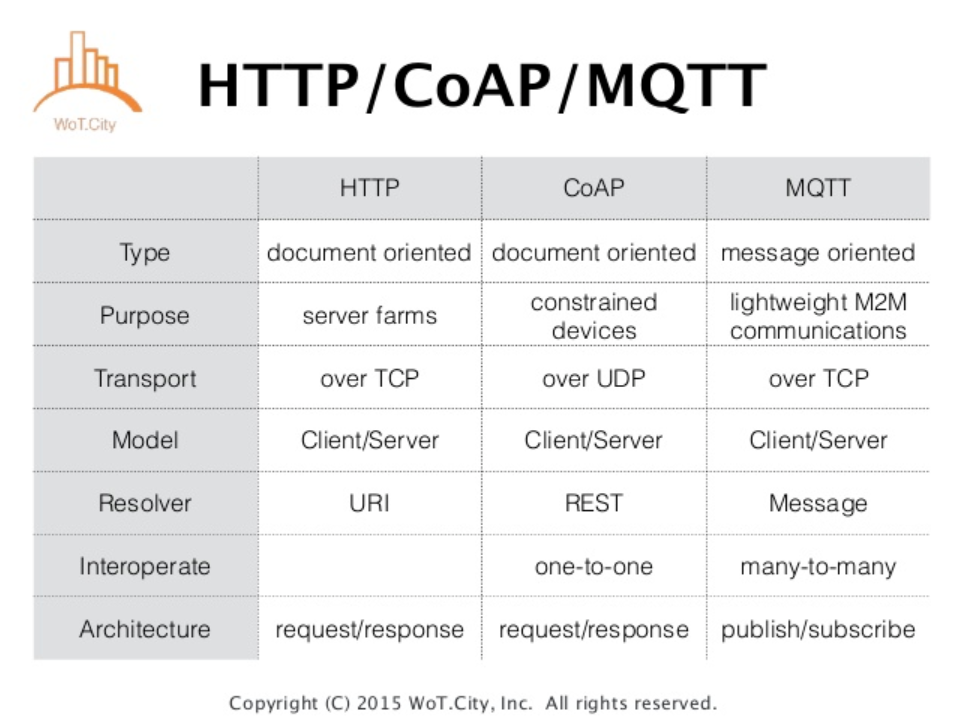 WoT.City
HTTP/CoAP/MQTT
HTTP CoAP MQTT
Type document oriented document oriented message oriented
Purpose server farms constrained devices lightweight M2M communications
Transport over TCP over UDP over TCP
Model Client/Server Client/Server Client/Server
Resolver URI REST Message
Interoperate one-to-one many-to-many
Architecture request/response request/response publish/subscribe
Copyright (C) 2015 WoT.City, Inc. All rights reserved.